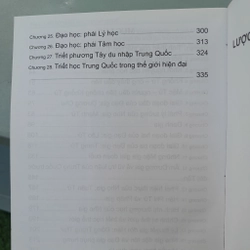 Chương 25. Đạo học: phái Lý học 300
Chương 26. Đạo học: phái Tâm học 313
Chương 27. Triết phương Tây du nhập Trung Quốc 324
Chương 28. Triết học Trung Quốc trong thế giới hiện đại
335
LƯỢC